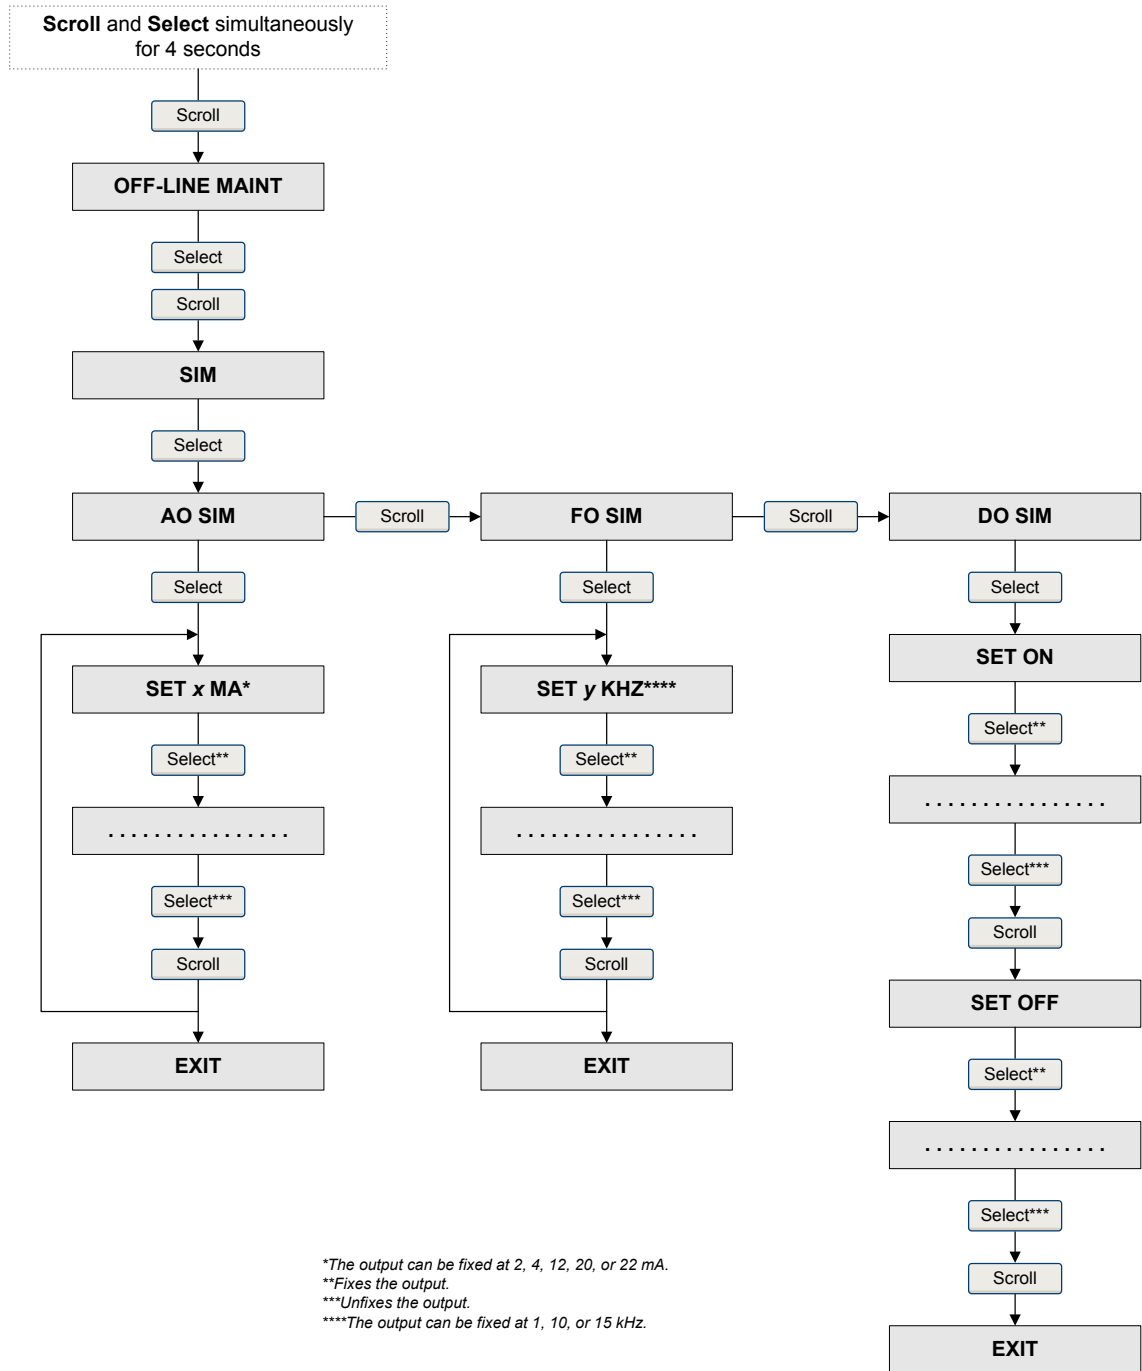 Scroll and Select simultaneously
for 4 seconds
Scroll
OFF-LINE MAINT
Select
Scroll
SIM
Select
AO SIM
Scroll
FO SIM
Scroll
DO SIM
Select
SET x MA*
Select**
. . . . . . . . . . . . . . . .
Select***
Scroll
EXIT
Select
SET y KHZ****
Select**
. . . . . . . . . . . . . . . .
Select***
Scroll
EXIT
Select
SET ON
Select**
. . . . . . . . . . . . . . . .
Select***
Scroll
SET OFF
Select**
. . . . . . . . . . . . . . . .
Select***
Scroll
EXIT
*The output can be fixed at 2, 4, 12, 20, or 22 mA.
**Fixes the output.
***Unfixes the output.
****The output can be fixed at 1, 10, or 15 kHz.